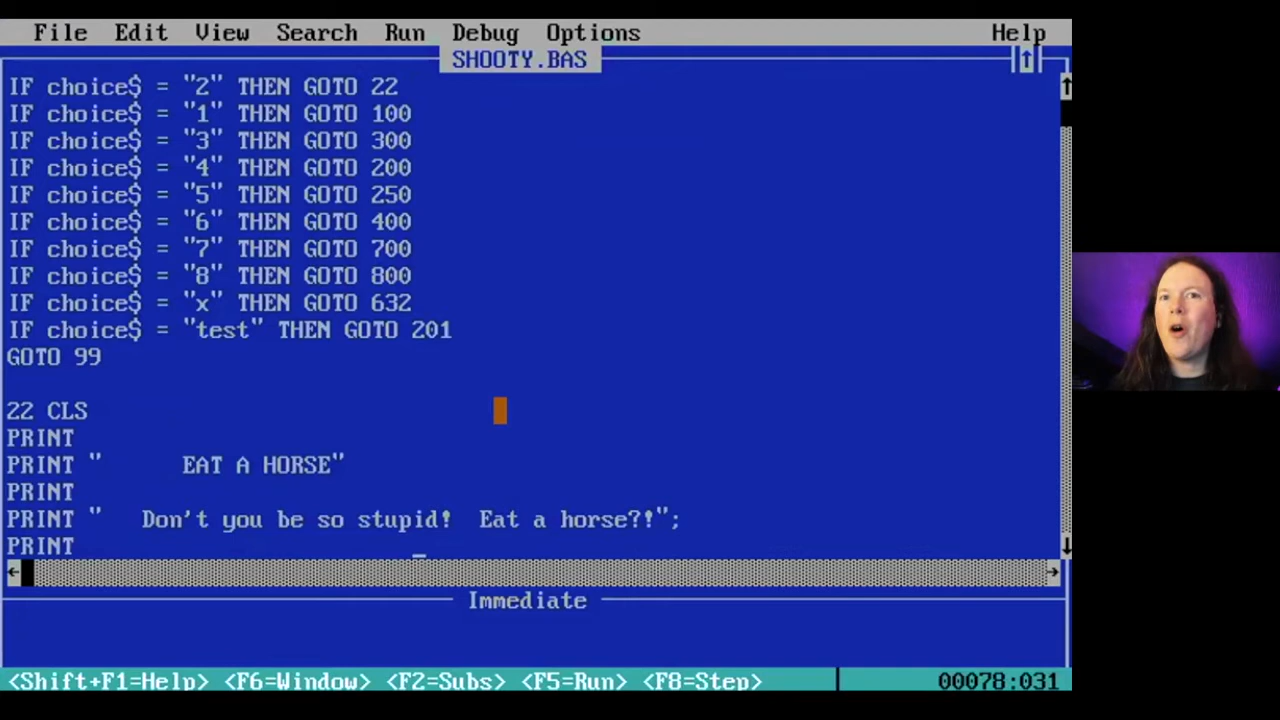 File Edit View Search Run Debug Options Help
SHOOTY.BAS
IF choice$ = "2" THEN GOTO 22
IF choice$ = "1" THEN GOTO 100
IF choice$ = "3" THEN GOTO 300
IF choice$ = "4" THEN GOTO 200
IF choice$ = "5" THEN GOTO 250
IF choice$ = "6" THEN GOTO 400
IF choice$ = "7" THEN GOTO 700
IF choice$ = "8" THEN GOTO 800
IF choice$ = "x" THEN GOTO 632
IF choice$ = "test" THEN GOTO 201
GOTO 99
22 CLS
PRINT
PRINT "      EAT A HORSE"
PRINT
PRINT "   Don't you be so stupid!  Eat a horse?!";
PRINT
Immediate
<Shift+F1=Help> <F6=Window> <F2=Subs> <F5=Run> <F8=Step> 00078:031